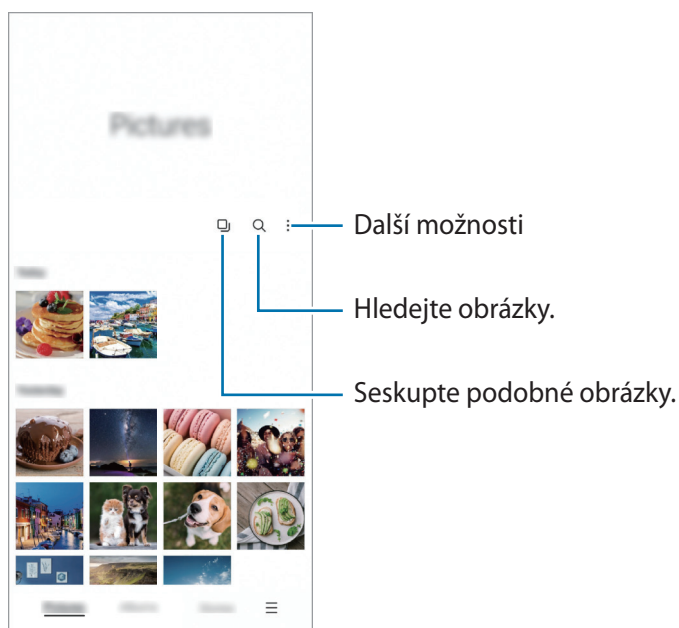 Pictures
Další možnosti
Hledejte obrázky.
Seskupte podobné obrázky.